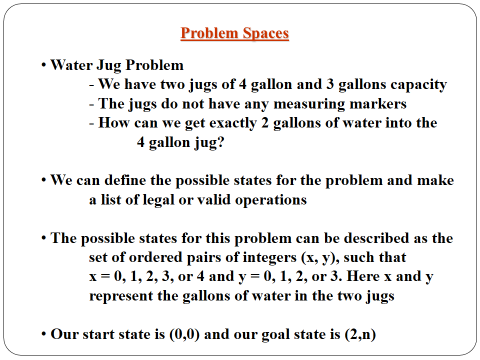 Problem Spaces
• Water Jug Problem
- We have two jugs of 4 gallon and 3 gallons capacity
- The jugs do not have any measuring markers
- How can we get exactly 2 gallons of water into the
4 gallon jug?
• We can define the possible states for the problem and make
a list of legal or valid operations
• The possible states for this problem can be described as the
set of ordered pairs of integers (x, y), such that
x = 0, 1, 2, 3, or 4 and y = 0, 1, 2, or 3. Here x and y
represent the gallons of water in the two jugs
• Our start state is (0,0) and our goal state is (2,n)